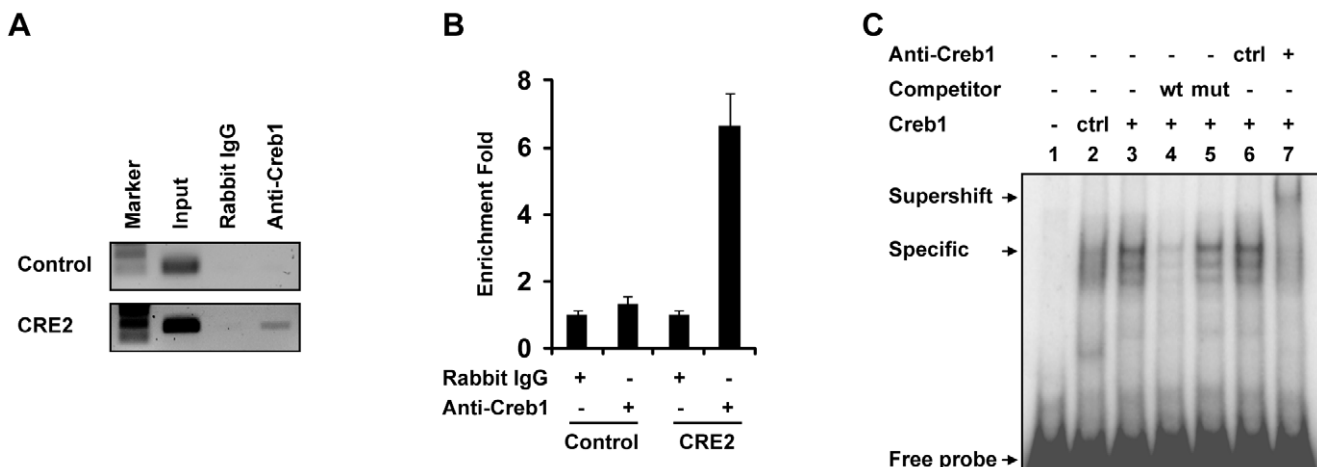 A
Marker
Input
Rabbit IgG
Anti-Creb1
Control
CRE2
B
Enrichment Fold
8
6
4
2
0
Rabbit IgG + - + -
Anti-Creb1 - + - +
Control CRE2
C
Anti-Creb1 - - - - - ctrl +
Competitor - - - wt mut - -
Creb1 - ctrl + + + + +
1 2 3 4 5 6 7
Supershift
Specific
Free probe